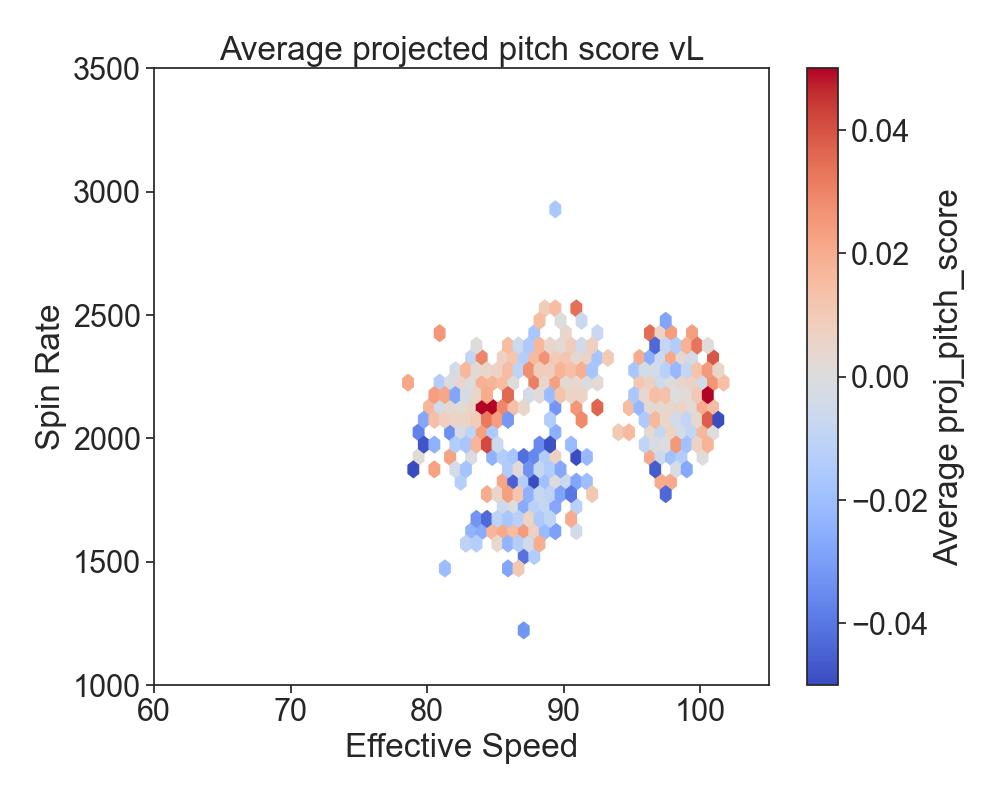 Average projected pitch score vL
3500
3000
2500
2000
1500
1000
Spin Rate
60 70 80 90 100
Effective Speed
0.04
0.02
0.00
−0.02
−0.04
Average proj_pitch_score